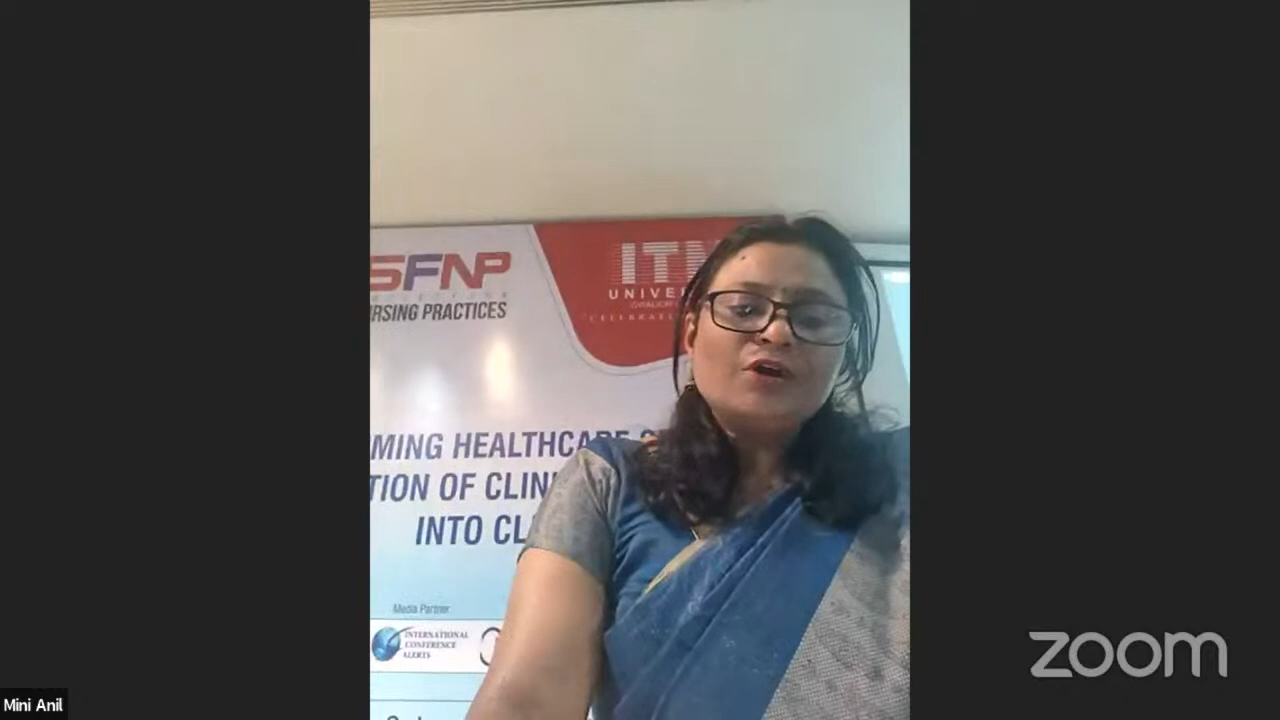 SFNP
RSING PRACTICES
ITM
UNIVE
MING HEALTHCARE
TION OF CLIN
INTO CL
Media Partner
INTERNATIONAL
CONFERENCE
ALERTS
zoom
Mini Anil